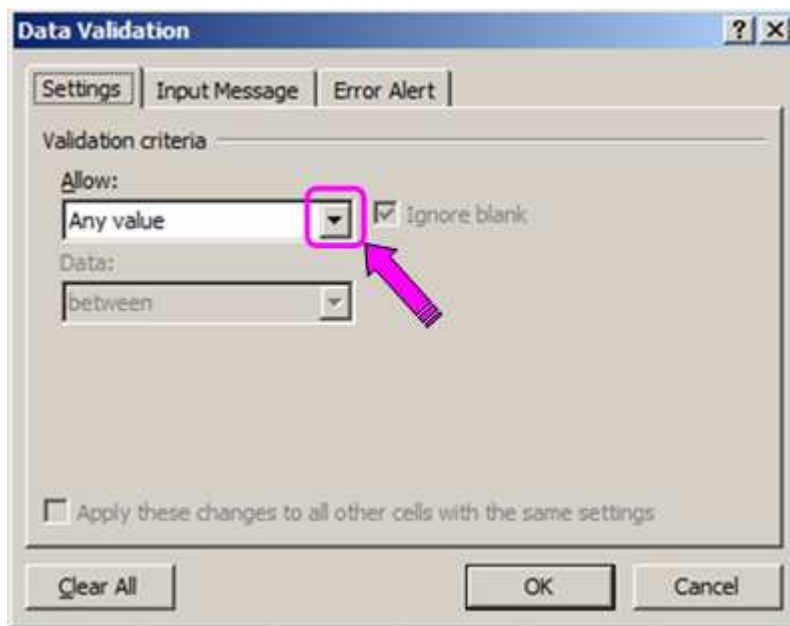 Data Validation
Settings Input Message Error Alert
Validation criteria
Allow:
Any value Ignore blank
Data:
between
Apply these changes to all other cells with the same settings
Clear All OK Cancel